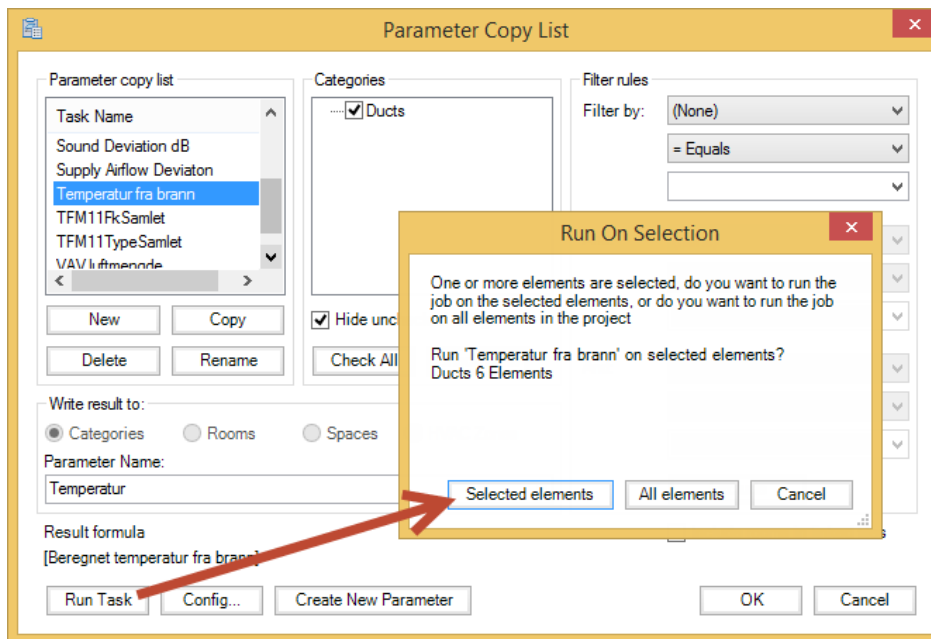 Parameter Copy List
Parameter copy list
Task Name
Sound Deviation dB
Supply Airflow Deviaton
Temperatur fra brann
TFM11FkSamlet
TFM11TypeSamlet
VAV luftmengde
New
Copy
Delete
Rename
Categories
Ducts
Hide
Check All
Filter rules
Filter by:
(None)
= Equals
Write result to:
Categories
Rooms
Spaces
Parameter Name:
Temperatur
Result formula
[Beregnet temperatur fra brann]
Run Task
Config...
Create New Parameter
OK
Cancel
Run On Selection
One or more elements are selected, do you want to run the
job on the selected elements, or do you want to run the job
on all elements in the project
Run 'Temperatur fra brann' on selected elements?
Ducts 6 Elements
Selected elements
All elements
Cancel